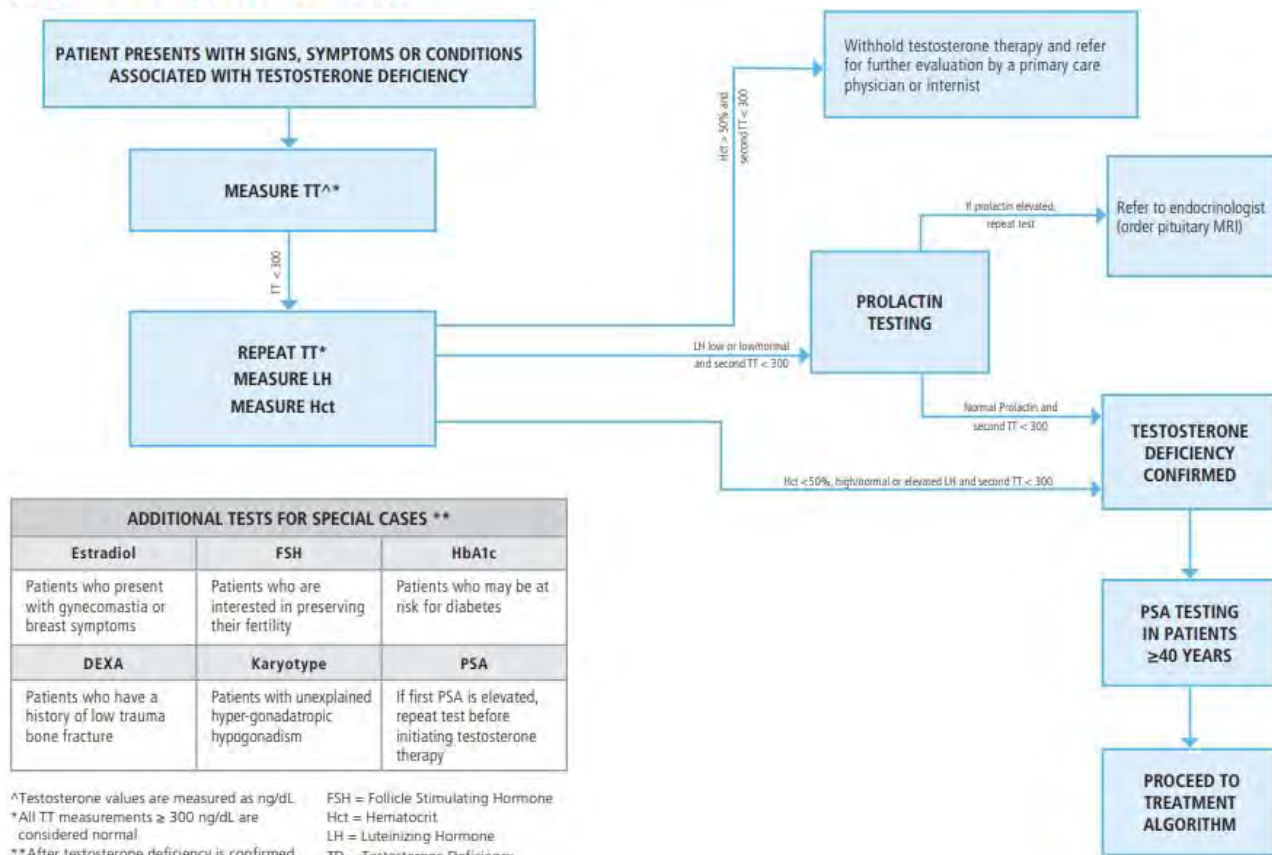 PATIENT PRESENTS WITH SIGNS, SYMPTOMS OR CONDITIONS
ASSOCIATED WITH TESTOSTERONE DEFICIENCY
MEASURE TT^*
TT < 300
REPEAT TT*
MEASURE LH
MEASURE Hct
Hct > 50% and
second TT < 300
Withhold testosterone therapy and refer
for further evaluation by a primary care
physician or internist
LH low or low/normal
and second TT < 300
PROLACTIN
TESTING
If prolactin elevated,
repeat test
Refer to endocrinologist
(order pituitary MRI)
Normal Prolactin and
second TT < 300
Hct <50%, high/normal or elevated LH and second TT < 300
TESTOSTERONE
DEFICIENCY
CONFIRMED
PSA TESTING
IN PATIENTS
≥40 YEARS
PROCEED TO
TREATMENT
ALGORITHM
ADDITIONAL TESTS FOR SPECIAL CASES **
Estradiol FSH HbA1c
Patients who present Patients who are Patients who may be at
with gynecomastia or interested in preserving risk for diabetes
breast symptoms their fertility
DEXA Karyotype PSA
Patients who have a Patients with unexplained If first PSA is elevated,
history of low trauma hyper-gonadatropic repeat test before
bone fracture hypogonadism initiating testosterone
therapy
^Testosterone values are measured as ng/dL
*All TT measurements ≥ 300 ng/dL are
considered normal
**After testosterone deficiency is confirmed
FSH = Follicle Stimulating Hormone
Hct = Hematocrit
LH = Luteinizing Hormone
TD = Testosterone Deficiency